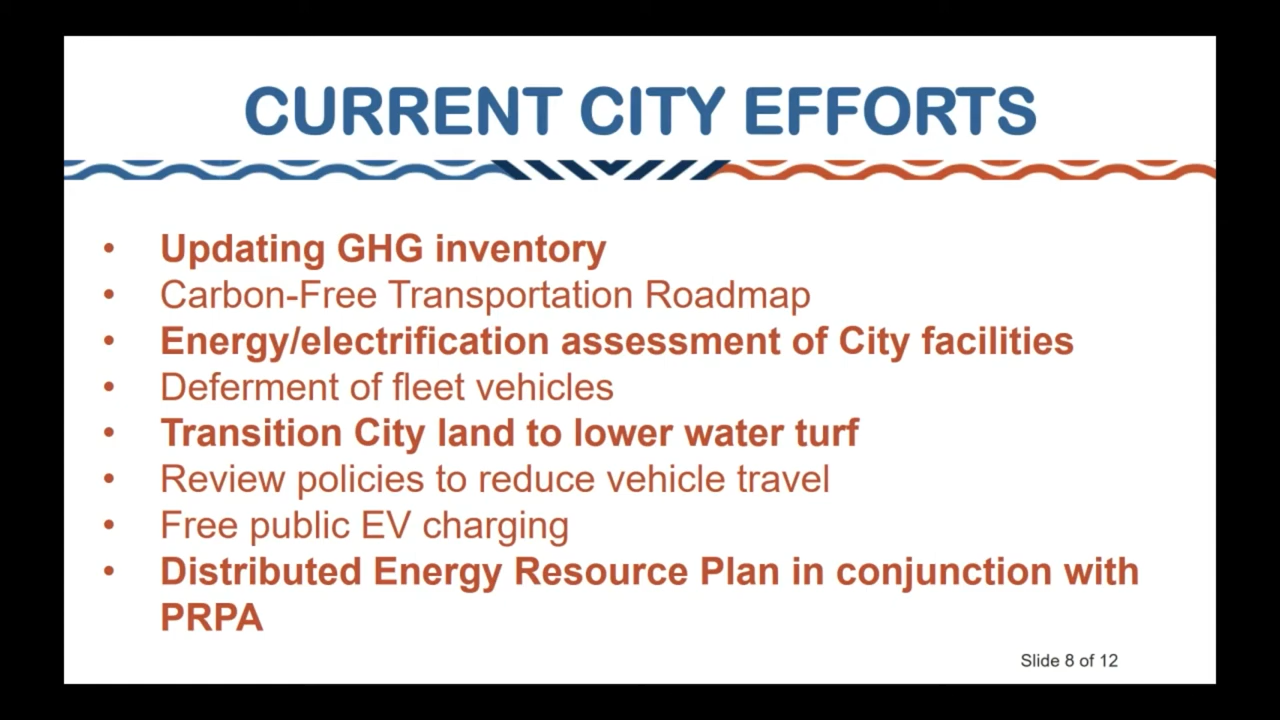 CURRENT CITY EFFORTS
• Updating GHG inventory
• Carbon-Free Transportation Roadmap
• Energy/electrification assessment of City facilities
• Deferment of fleet vehicles
• Transition City land to lower water turf
• Review policies to reduce vehicle travel
• Free public EV charging
• Distributed Energy Resource Plan in conjunction with
PRPA
Slide 8 of 12